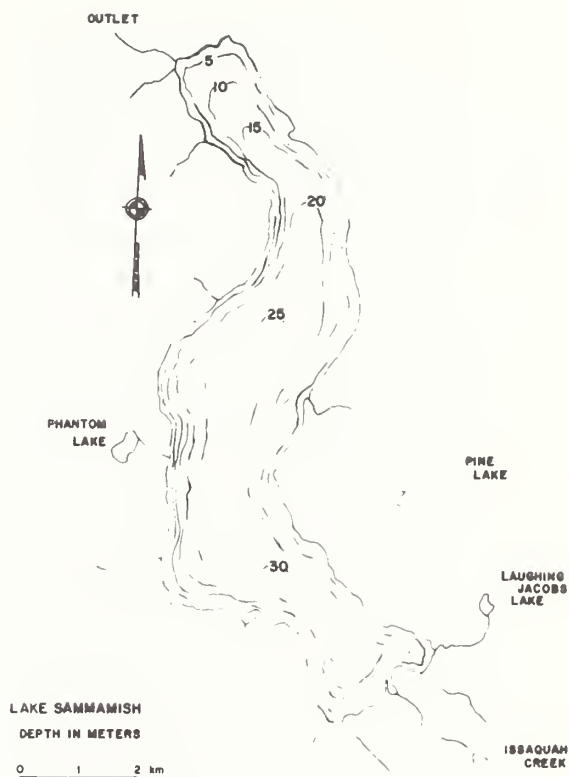 OUTLET
5
10
15
20
25
PHANTOM
LAKE
PINE
LAKE
30
LAUGHING
JACOBS
LAKE
LAKE SAMMAMISH
DEPTH IN METERS
0 1 2 km
ISSAQUAH
CREEK